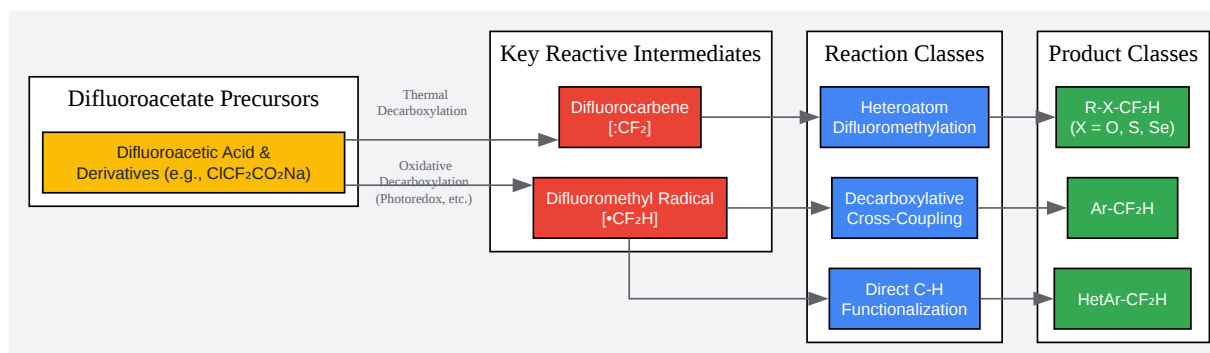 Difluoroacetate Precursors
Difluoroacetic Acid &
Derivatives (e.g., ClCF₂CO₂Na)
Thermal
Decarboxylation
Oxidative
Decarboxylation
(Photoredox, etc.)
Key Reactive Intermediates
Difluorocarbene
[:CF₂]
Difluoromethyl Radical
[•CF₂H]
Reaction Classes
Heteroatom
Difluoromethylation
Decarboxylative
Cross-Coupling
Direct C-H
Functionalization
Product Classes
R-X-CF₂H
(X = O, S, Se)
Ar-CF₂H
HetAr-CF₂H